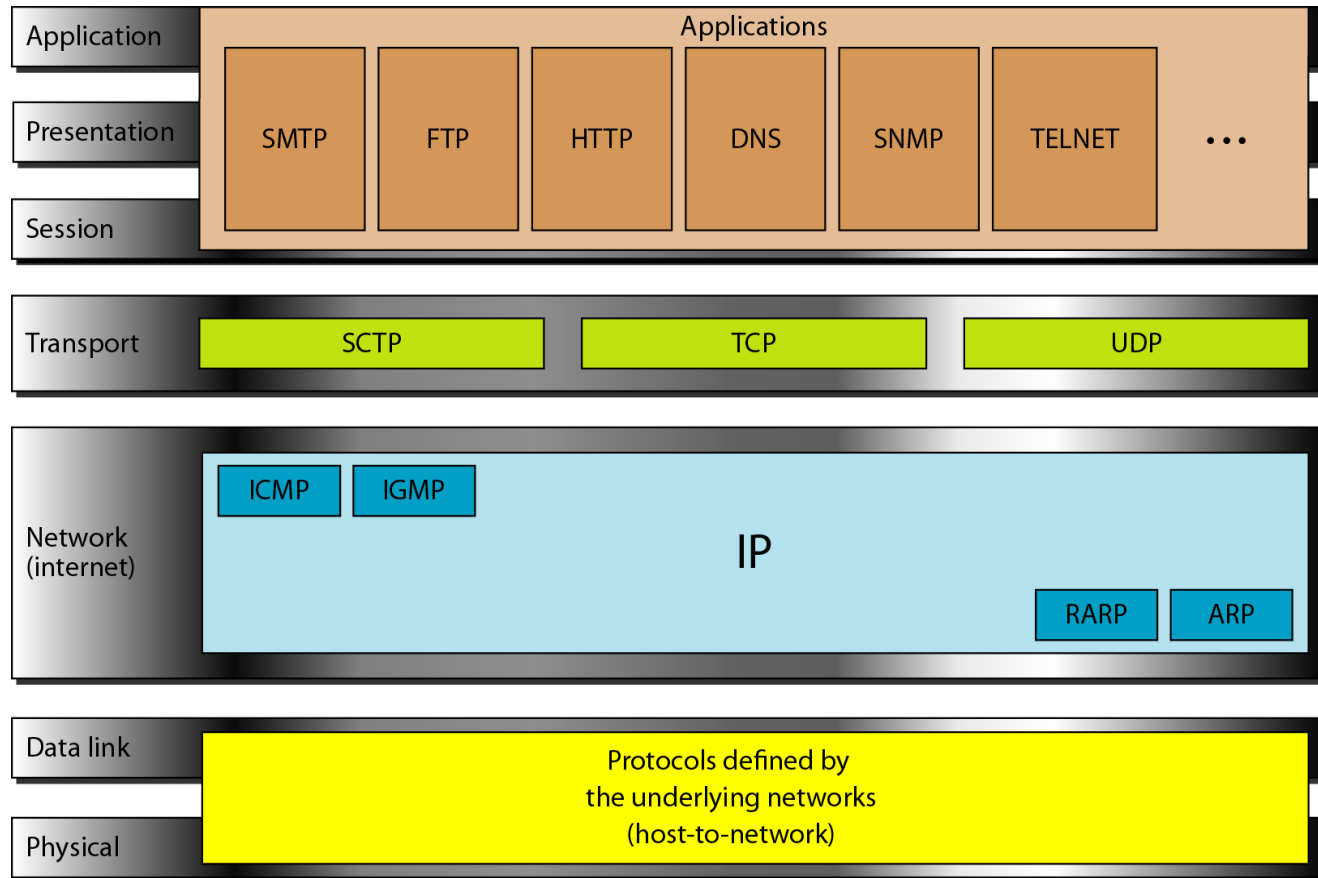 Application
Applications
Presentation
SMTP
FTP
HTTP
DNS
SNMP
TELNET
...
Session
Transport
SCTP
TCP
UDP
Network
(internet)
ICMP
IGMP
IP
RARP
ARP
Data link
Protocols defined by
the underlying networks
(host-to-network)
Physical